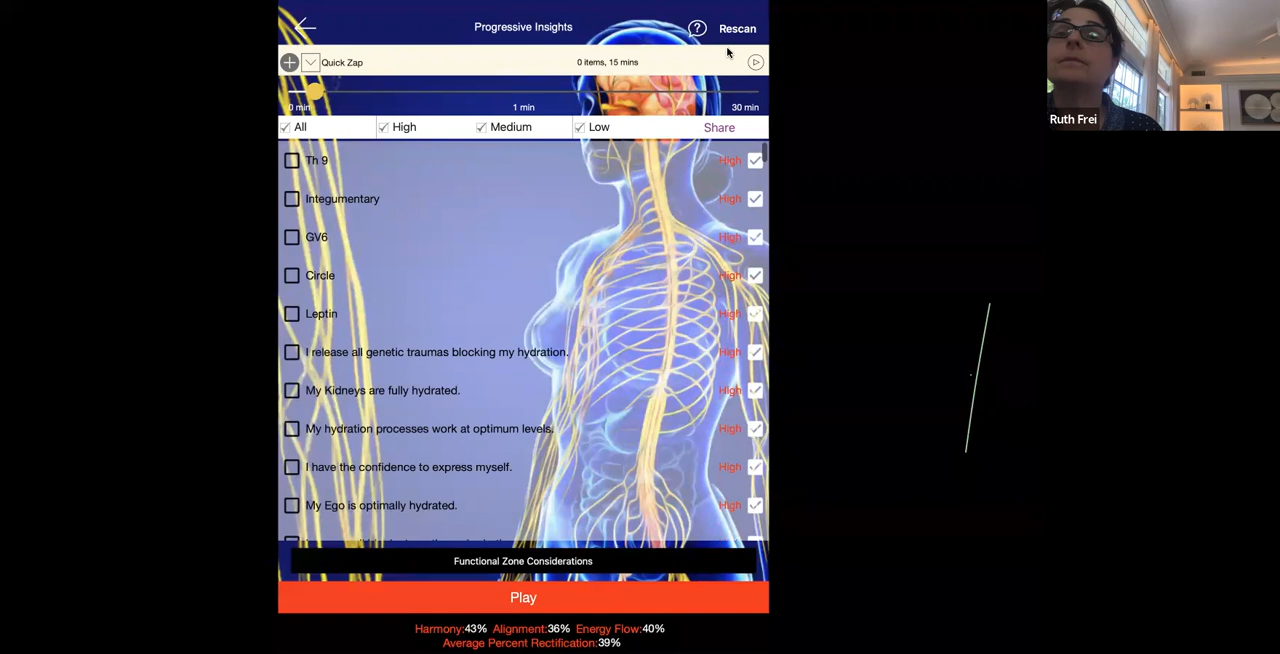 Progressive Insights
? Rescan
Quick Zap 0 items, 15 mins
0 min 1 min 30 min
All High Medium Low Share
Th 9 High
Integumentary High
GV6 High
Circle High
Leptin High
I release all genetic traumas blocking my hydration. High
My Kidneys are fully hydrated. High
My hydration processes work at optimum levels. High
I have the confidence to express myself. High
My Ego is optimally hydrated. High
Functional Zone Considerations
Play
Harmony:43% Alignment:36% Energy Flow:40%
Average Percent Rectification:39%
Ruth Frei